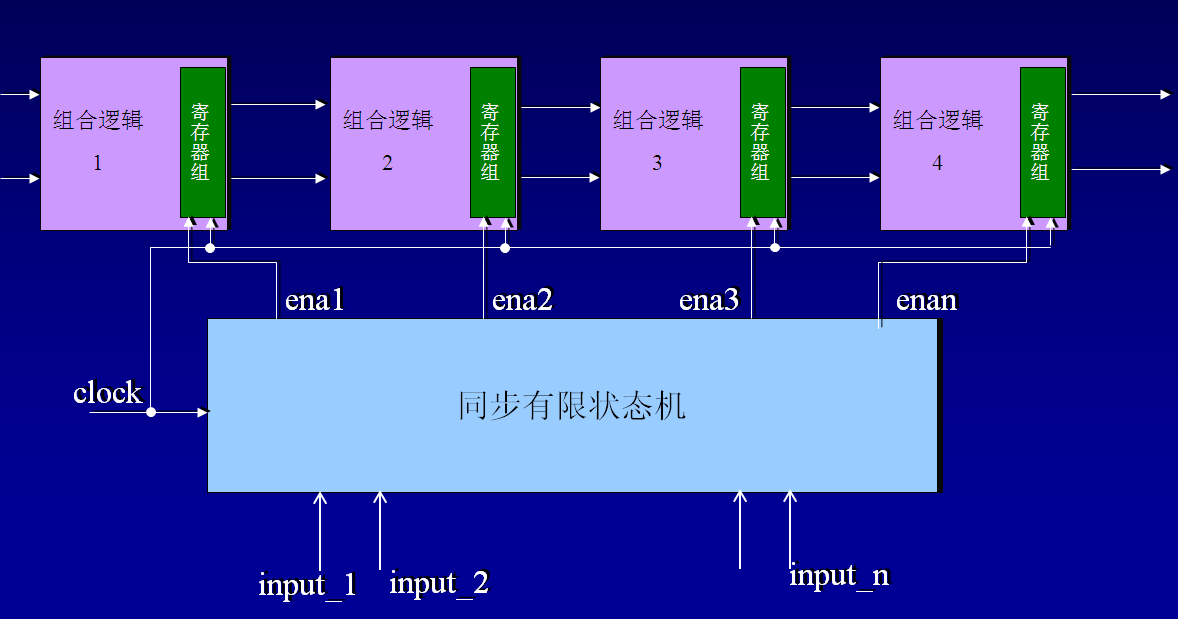 组合逻辑
1
寄存器组
组合逻辑
2
寄存器组
组合逻辑
3
寄存器组
组合逻辑
4
寄存器组
ena1
ena2
ena3
enan
clock
同步有限状态机
input_1
input_2
input_n